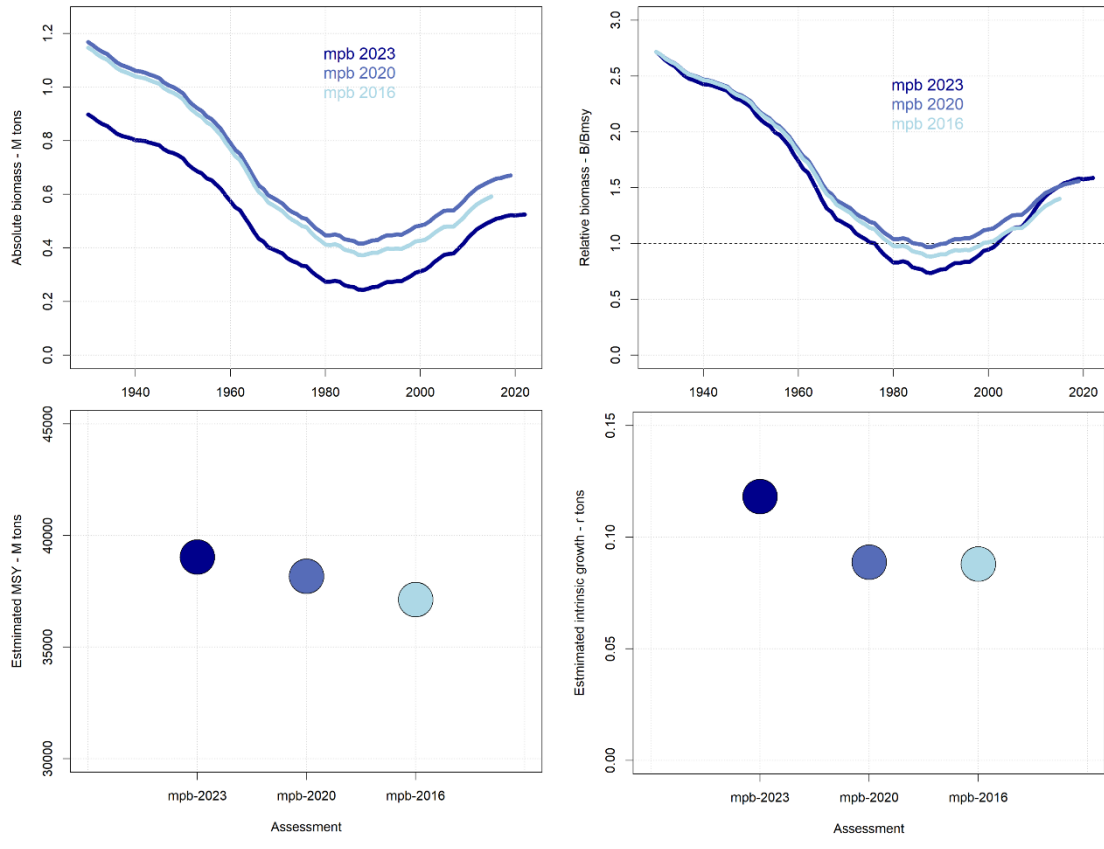 Absolute biomass - M tons
0.0 0.2 0.4 0.6 0.8 1.0 1.2
mpb 2023
mpb 2020
mpb 2016
1940 1960 1980 2000 2020
Relative biomass - B/Bmsy
0.0 0.5 1.0 1.5 2.0 2.5 3.0
mpb 2023
mpb 2020
mpb 2016
1940 1960 1980 2000 2020
Estmimated MSY - M tons
30000 35000 40000 45000
mpb-2023 mpb-2020 mpb-2016
Assessment
Estmimated intrinsic growth - r tons
0.00 0.05 0.10 0.15
mpb-2023 mpb-2020 mpb-2016
Assessment